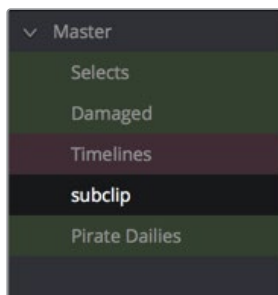 Master
Selects
Damaged
Timelines
subclip
Pirate Dailies